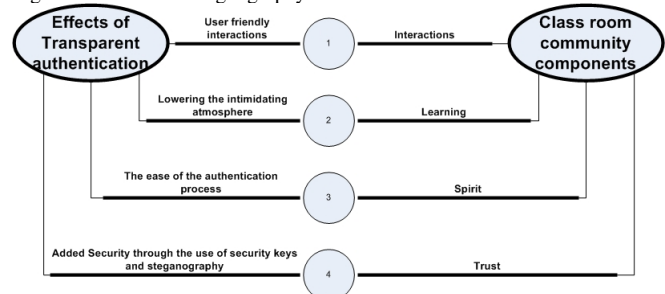 Effects of
Transparent
authentication
Class room
community
components
User friendly
interactions
1
Interactions
Lowering the intimidating
atmosphere
2
Learning
The ease of the authentication
process
3
Spirit
Added Security through the use of security keys
and steganography
4
Trust